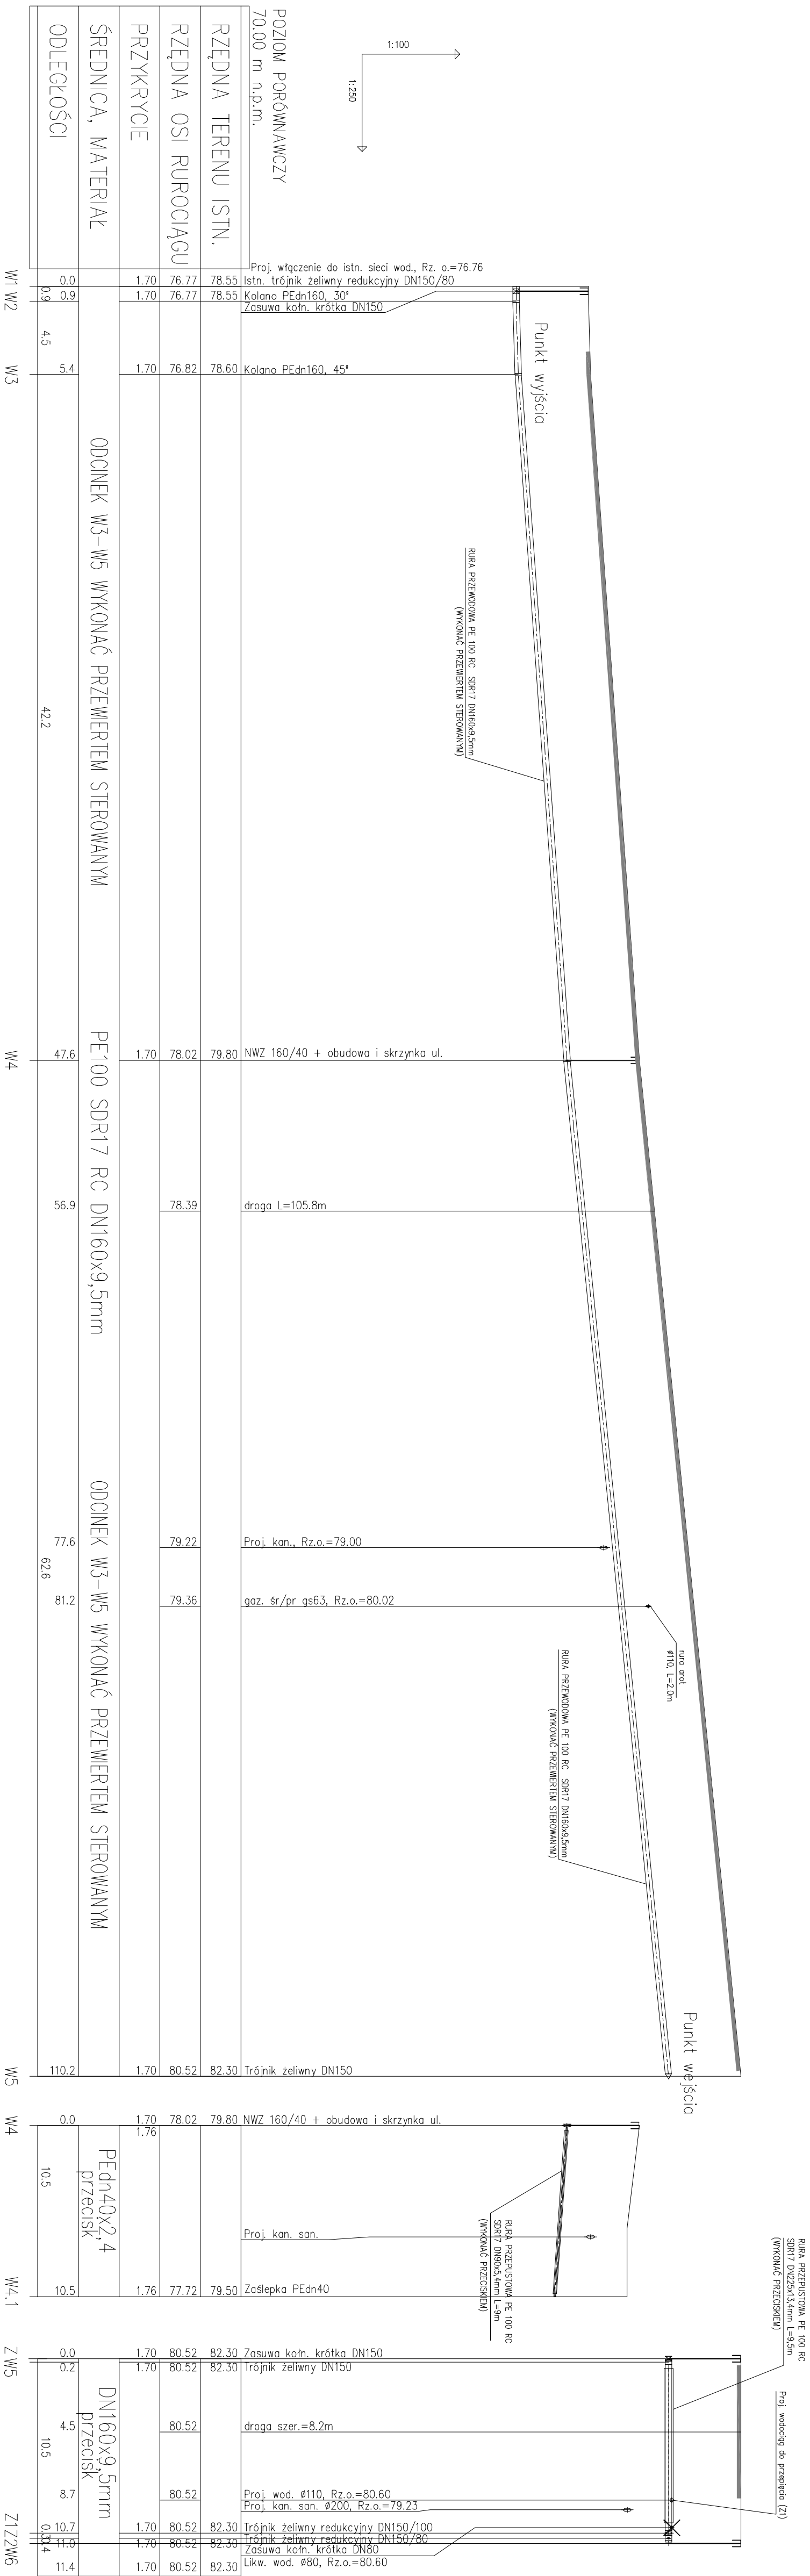 POZIOM PORÓWNAWCZY
70.00 m n.p.m.
1:100
1:250
RZĘDNA TERENU ISTN.
RZĘDNA OSI RUROCIĄGU
PRZYKRYCIE
ŚREDNICA, MATERIAŁ
ODLEGŁOŚCI
Proj. włączenie do istn. sieci wod., Rz. o.=76.76
0.0 1.70 76.77 78.55 Istn. trójnik żeliwny redukcyjny DN150/80
0.9 1.70 76.77 78.55 Kolano PEdn160, 30°
Zasuwa kołn. krótka DN150
W1 W2
0.9
4.5
Punkt wyjścia
W3 5.4 1.70 76.82 78.60 Kolano PEdn160, 45°
ODCINEK W3-W5 WYKONAĆ PRZEWIERTEM STEROWANYM
RURA PRZEWODOWA PE 100 RC SDR17 DN160x9,5mm
(WYKONAĆ PRZEWIERTEM STEROWANYM)
42.2
W4 47.6 1.70 78.02 79.80 NWZ 160/40 + obudowa i skrzynka ul.
PE100 SDR17 RC DN160x9,5mm
56.9 78.39 droga L=105.8m
ODCINEK W3-W5 WYKONAĆ PRZEWIERTEM STEROWANYM
77.6 79.22 Proj. kan., Rz.o.=79.00
62.6
81.2 79.36 gaz. śr/pr gs63, Rz.o.=80.02
rura arot
ø110, L=2.0m
RURA PRZEWODOWA PE 100 RC SDR17 DN160x9,5mm
(WYKONAĆ PRZEWIERTEM STEROWANYM)
Punkt wejścia
W5 110.2 1.70 80.52 82.30 Trójnik żeliwny DN150
W4 0.0 1.70 78.02 79.80 NWZ 160/40 + obudowa i skrzynka ul.
1.76
PEdn40x2,4
przecisk
10.5
Proj. kan. san.
RURA PRZEPUSTOWA PE 100 RC
SDR17 DN90x5,4mm L=9m
(WYKONAĆ PRZECISKIEM)
W4.1 10.5 1.76 77.72 79.50 Zaślepka PEdn40
RURA PRZEPUSTOWA PE 100 RC
SDR17 DN225x13,4mm L=9,5m
(WYKONAĆ PRZECISKIEM)
Proj. wodociąg do przepięcia (Z1)
Z W5
0.0 1.70 80.52 82.30 Zasuwa kołn. krótka DN150
0.2 1.70 80.52 82.30 Trójnik żeliwny DN150
DN160x9,5mm
przecisk
4.5 80.52 droga szer.=8.2m
10.5
8.7 80.52 Proj. wod. ø110, Rz.o.=80.60
Proj. kan. san. ø200, Rz.o.=79.23
10.7 1.70 80.52 82.30 Trójnik żeliwny redukcyjny DN150/100
11.0 1.70 80.52 82.30 Trójnik żeliwny redukcyjny DN150/80
Zasuwa kołn. krótka DN80
11.4 1.70 80.52 82.30 Likw. wod. ø80, Rz.o.=80.60
0.3 0.4
Z1Z2W6